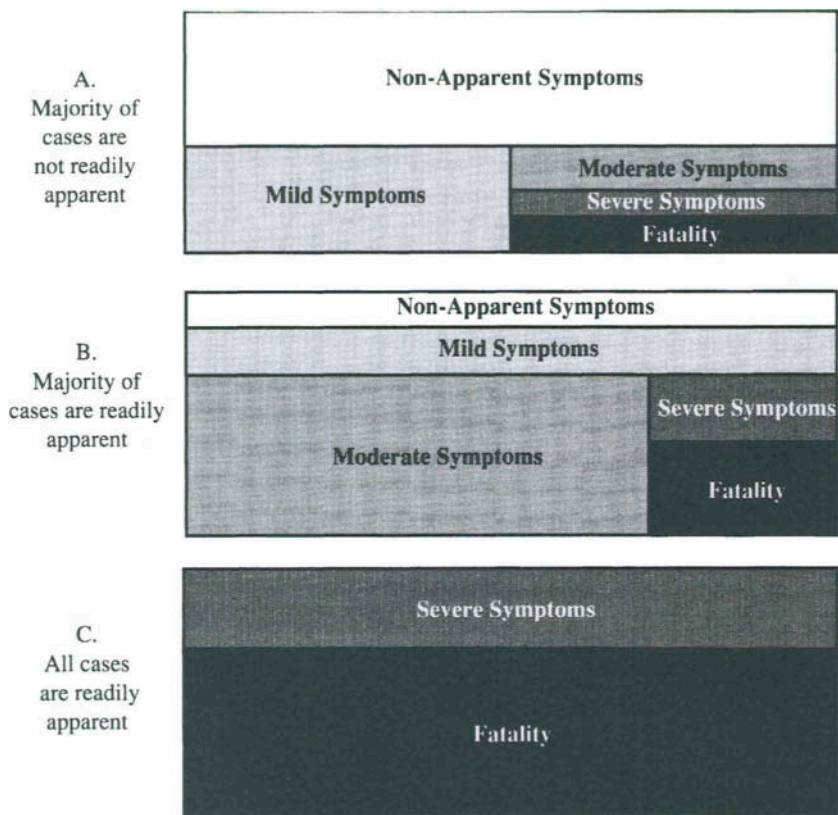 A.
Majority of
cases are
not readily
apparent
Non-Apparent Symptoms
Mild Symptoms
Moderate Symptoms
Severe Symptoms
Fatality
B.
Majority of
cases are readily
apparent
Non-Apparent Symptoms
Mild Symptoms
Moderate Symptoms
Severe Symptoms
Fatality
C.
All cases
are readily
apparent
Severe Symptoms
Fatality